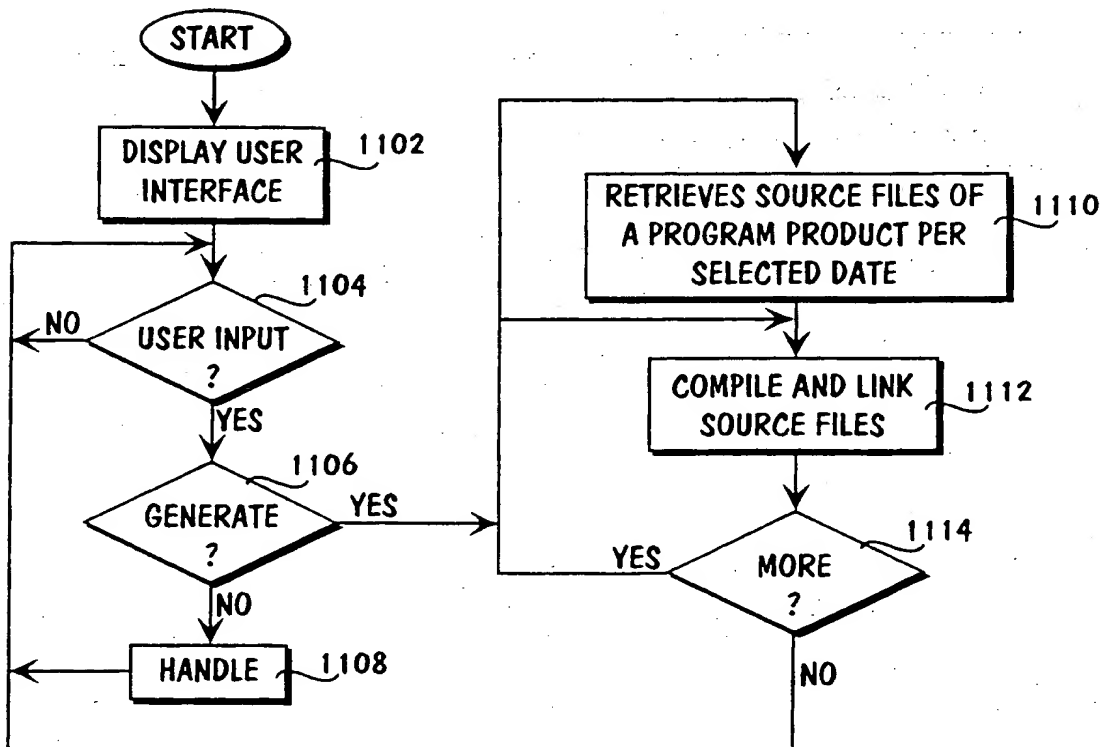 START
DISPLAY USER
INTERFACE
1102
1104
NO
USER INPUT
?
YES
1106
GENERATE
?
YES
NO
HANDLE
1108
RETRIEVES SOURCE FILES OF
A PROGRAM PRODUCT PER
SELECTED DATE
1110
COMPILE AND LINK
SOURCE FILES
1112
1114
YES
MORE
?
NO